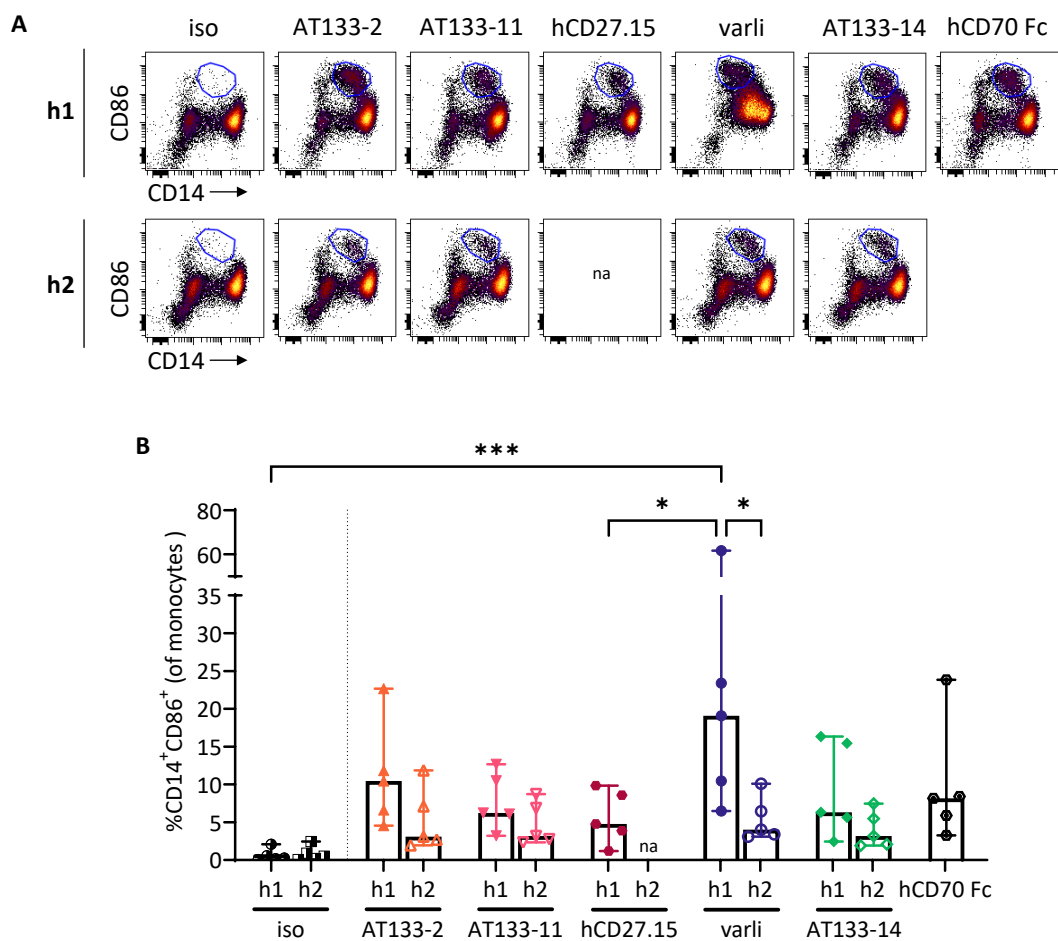 A
iso AT133-2 AT133-11 hCD27.15 varli AT133-14 hCD70 Fc
h1
CD86
CD14
h2
CD86
na
CD14
B
***
* *
%CD14+CD86+ (of monocytes )
80
60
35
30
25
20
15
10
5
0
na
h1 h2 h1 h2 h1 h2 h1 h2 h1 h2 h1 h2 hCD70 Fc
iso AT133-2 AT133-11 hCD27.15 varli AT133-14